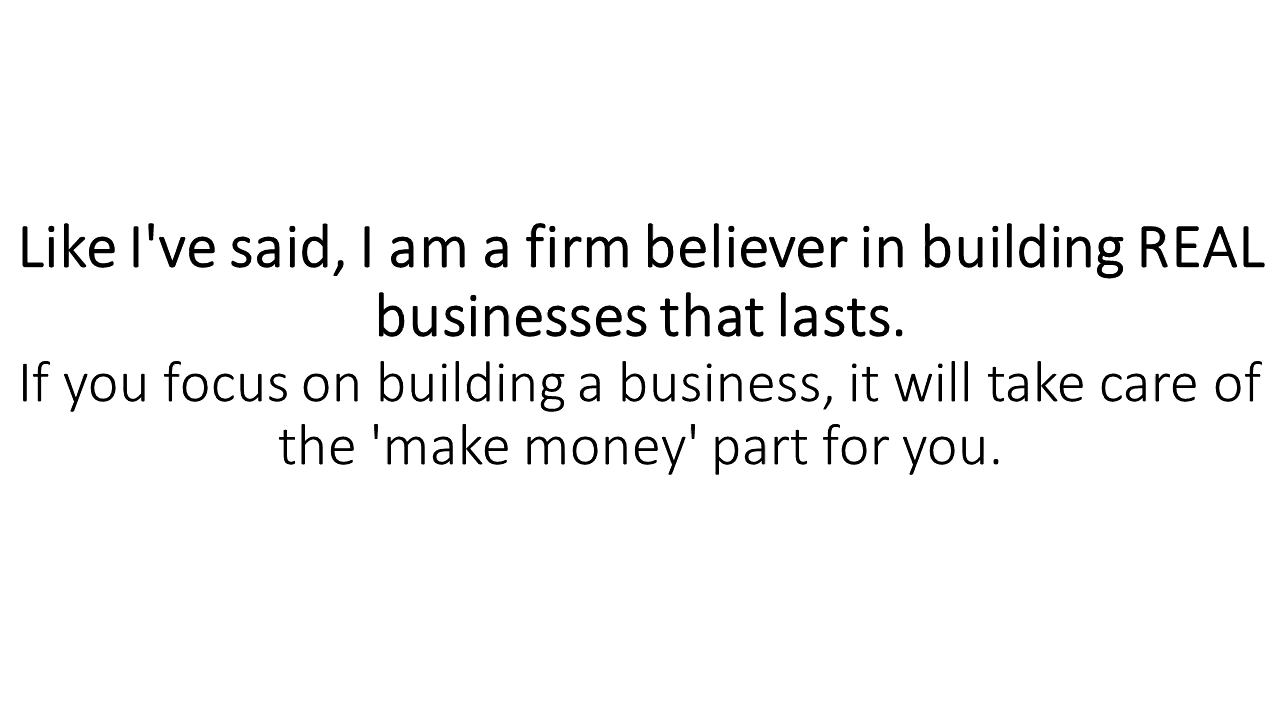 Like I've said, I am a firm believer in building REAL
businesses that lasts.
If you focus on building a business, it will take care of
the 'make money' part for you.